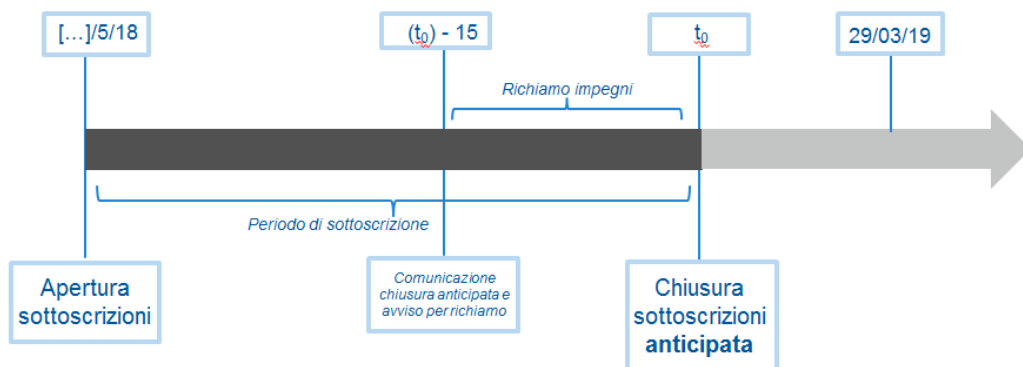 [...]/5/18
(t₀) - 15
t₀
29/03/19
Richiamo impegni
Periodo di sottoscrizione
Apertura
sottoscrizioni
Comunicazione
chiusura anticipata e
avviso per richiamo
Chiusura
sottoscrizioni
anticipata